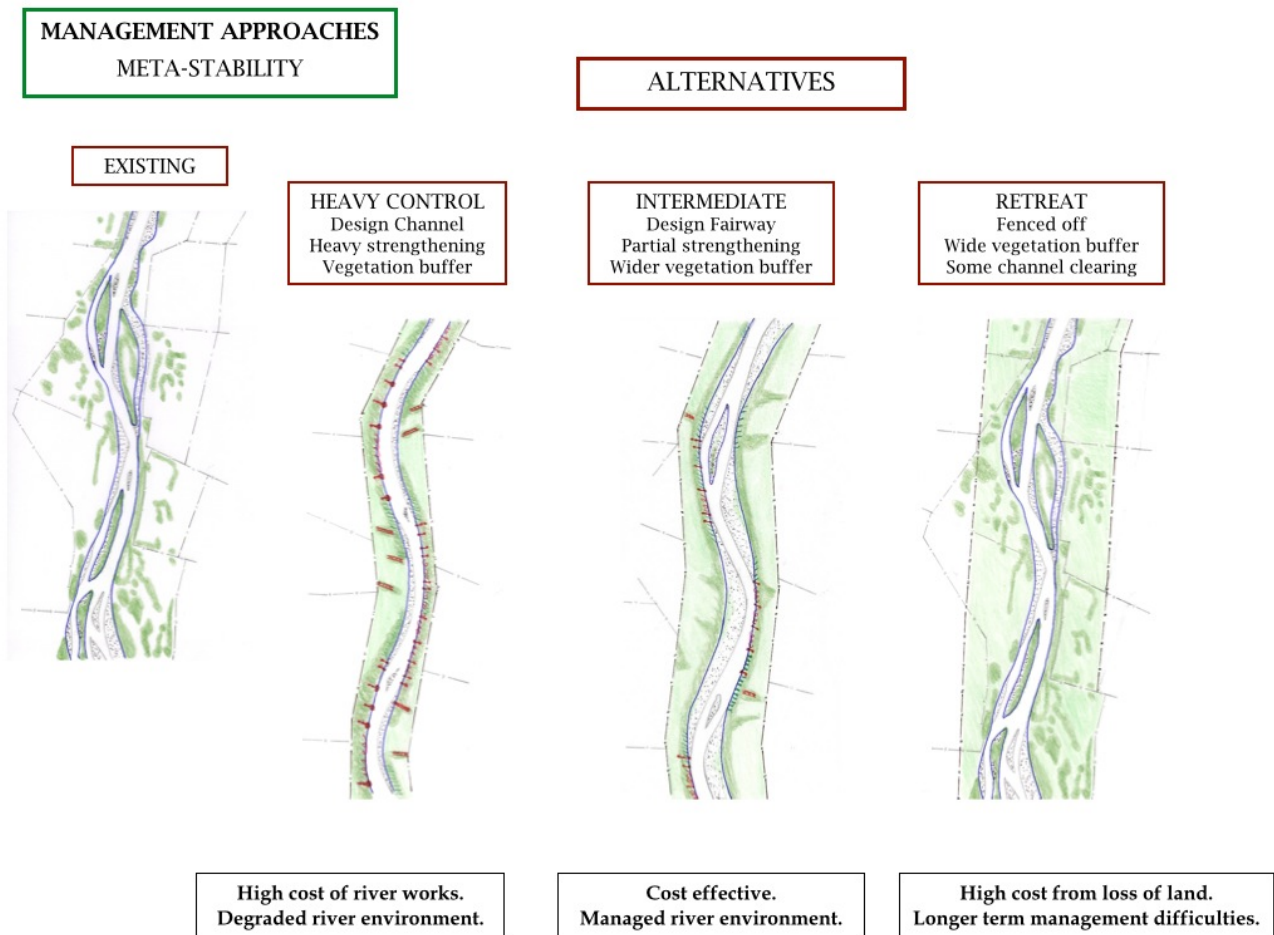 MANAGEMENT APPROACHES
META-STABILITY
ALTERNATIVES
EXISTING
HEAVY CONTROL
Design Channel
Heavy strengthening
Vegetation buffer
INTERMEDIATE
Design Fairway
Partial strengthening
Wider vegetation buffer
RETREAT
Fenced off
Wide vegetation buffer
Some channel clearing
High cost of river works.
Degraded river environment.
Cost effective.
Managed river environment.
High cost from loss of land.
Longer term management difficulties.